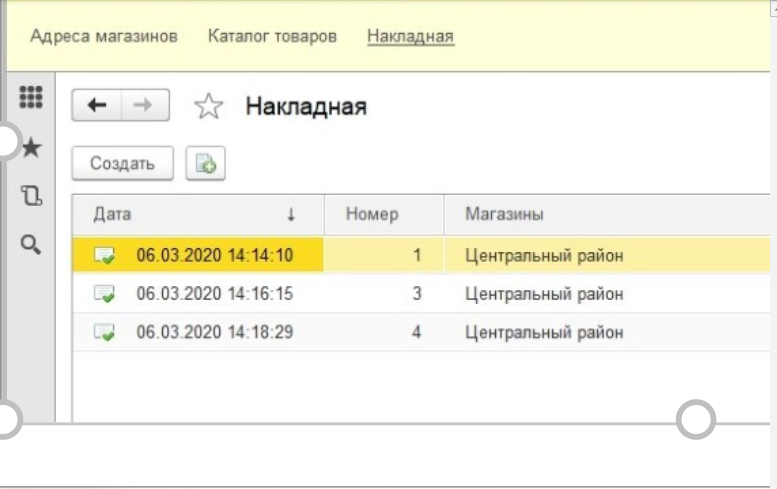 Адреса магазинов Каталог товаров Накладная
Накладная
Создать
Дата ↓ Номер Магазины
06.03.2020 14:14:10 1 Центральный район
06.03.2020 14:16:15 3 Центральный район
06.03.2020 14:18:29 4 Центральный район